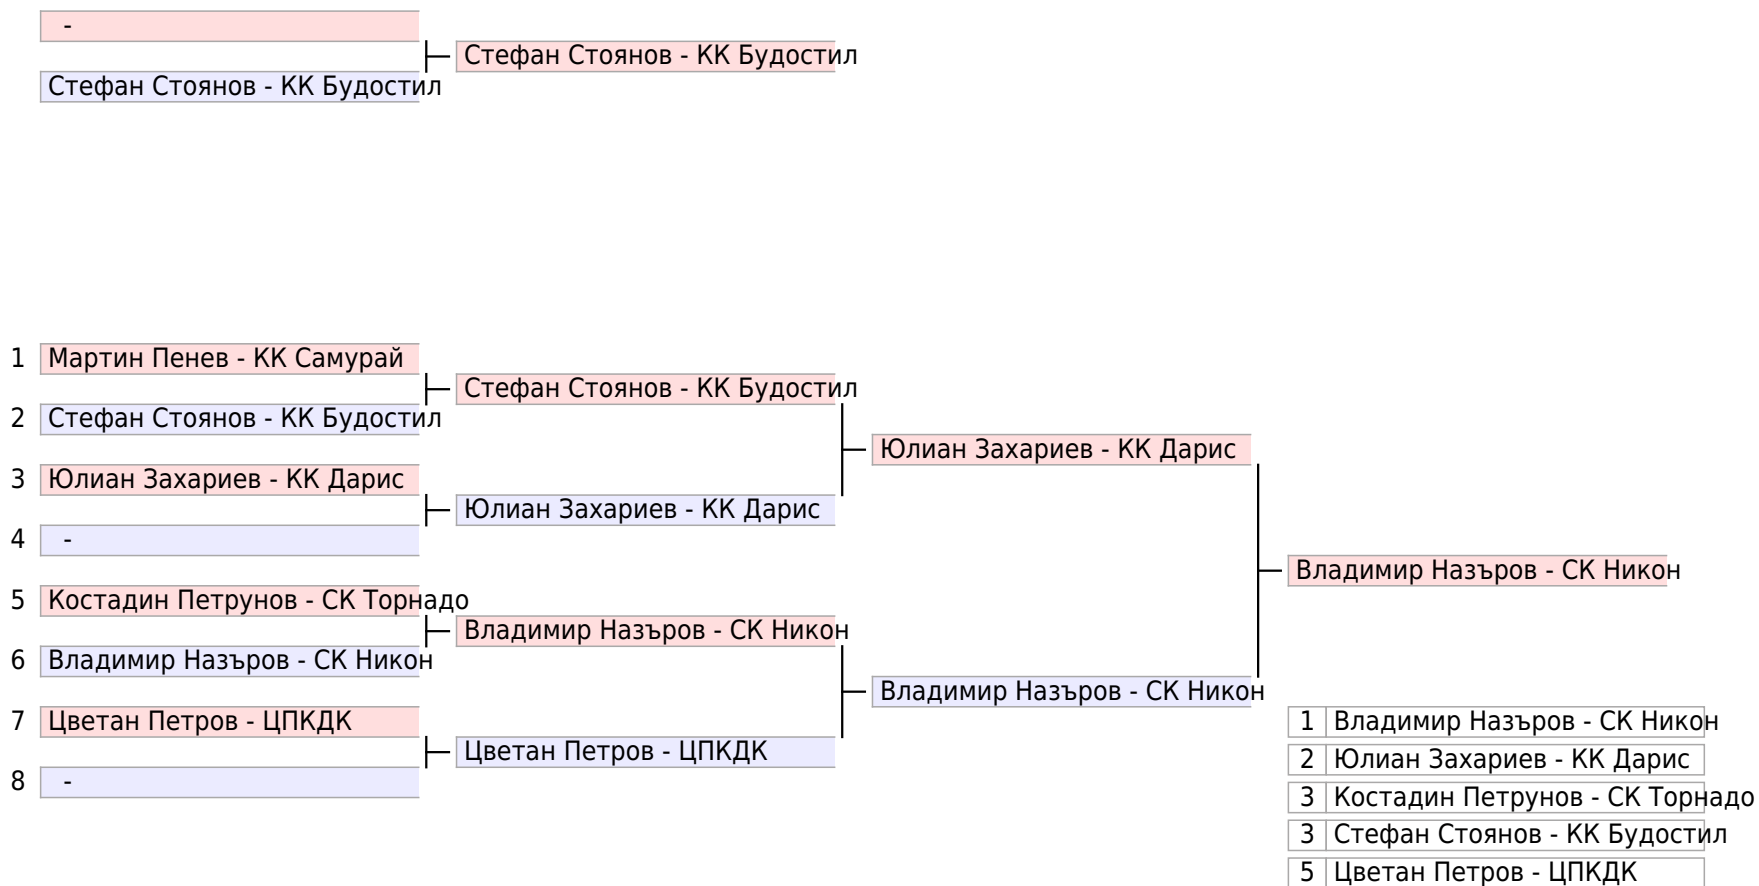 -
Стефан Стоянов - КК Будостил
Стефан Стоянов - КК Будостил
1 Мартин Пенев - КК Самурай
Стефан Стоянов - КК Будостил
2 Стефан Стоянов - КК Будостил
Юлиан Захариев - КК Дарис
3 Юлиан Захариев - КК Дарис
Юлиан Захариев - КК Дарис
4 -
Владимир Назъров - СК Никон
5 Костадин Петрунов - СК Торнадо
Владимир Назъров - СК Никон
6 Владимир Назъров - СК Никон
Владимир Назъров - СК Никон
7 Цветан Петров - ЦПКДК
Цветан Петров - ЦПКДК
8 -
1 Владимир Назъров - СК Никон
2 Юлиан Захариев - КК Дарис
3 Костадин Петрунов - СК Торнадо
3 Стефан Стоянов - КК Будостил
5 Цветан Петров - ЦПКДК